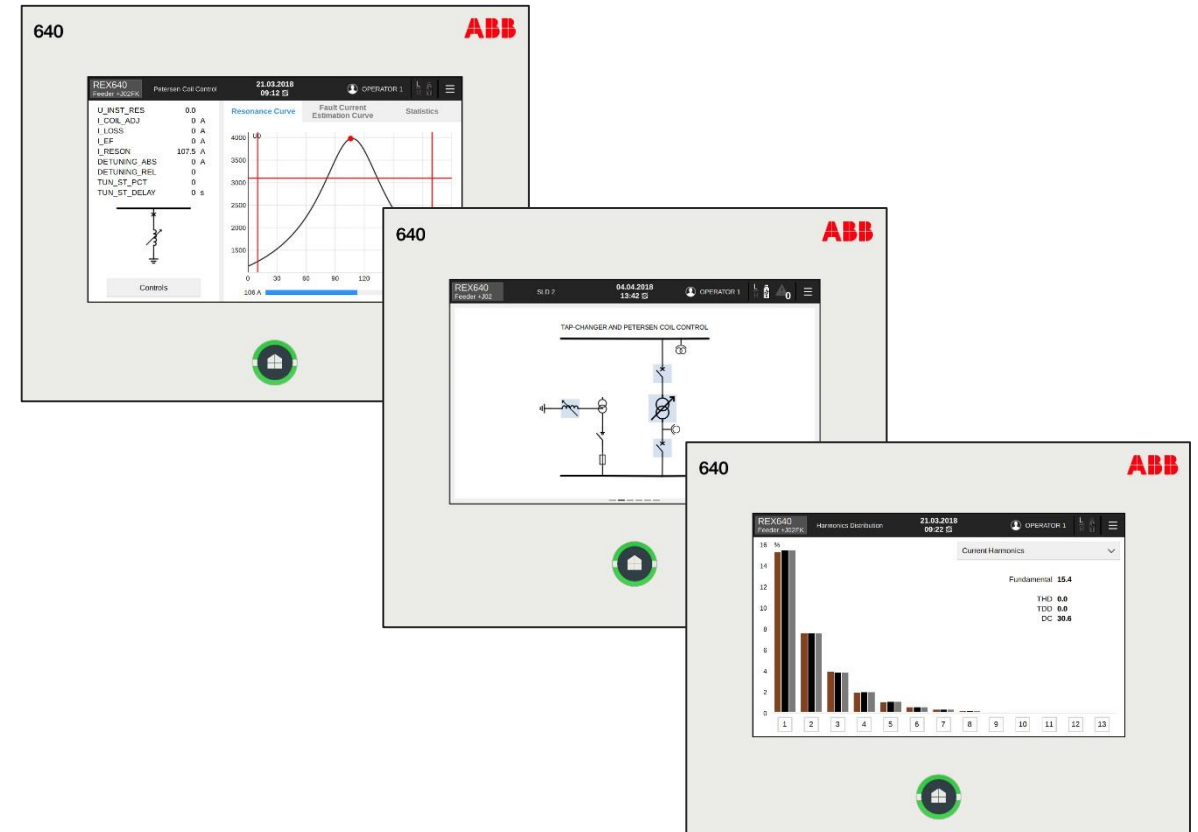 640
ABB
REX640
Feeder +J02FK
Petersen Coil Control
21.03.2018
09:12
OPERATOR 1
U_INST_RES 0.0
I_COIL_ADJ 0 A
I_LOSS 0 A
I_EF 0 A
I_RESON 107.5 A
DETUNING_ABS 0 A
DETUNING_REL 0
TUN_ST_PCT 0
TUN_ST_DELAY 0 s
Controls
Resonance Curve
Fault Current
Estimation Curve
Statistics
U0
4000
3500
3000
2500
2000
1500
0 30 60 90 120
106 A
640
ABB
REX640
Feeder +J02
SLD 2
04.04.2018
13:42
OPERATOR 1
0
TAP-CHANGER AND PETERSEN COIL CONTROL
640
ABB
REX640
Feeder +J02FK
Harmonics Distribution
21.03.2018
09:22
OPERATOR 1
16 %
14
12
10
8
6
4
2
0
1 2 3 4 5 6 7 8 9 10 11 12 13
Current Harmonics
Fundamental 15.4
THD 0.0
TDD 0.0
DC 30.6